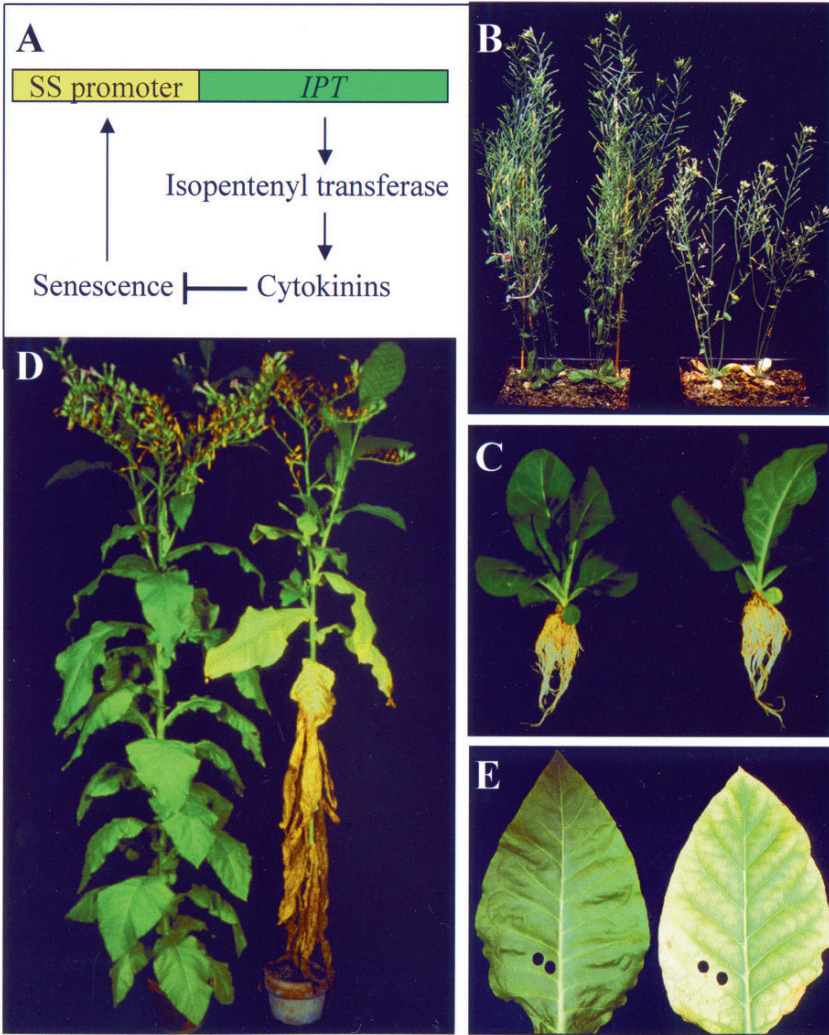 A
SS promoter IPT
Isopentenyl transferase
Senescence Cytokinins
B
C
D
E